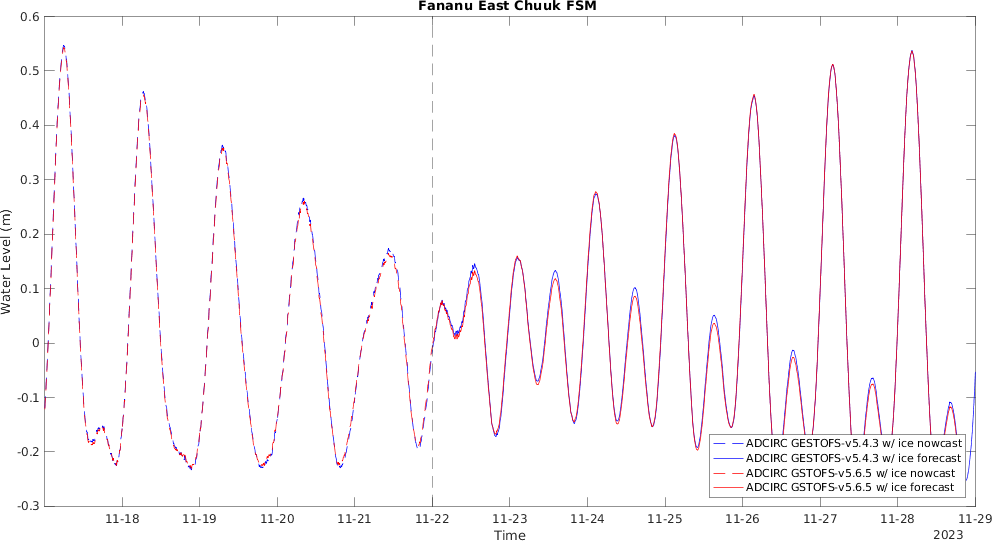 Fananu East Chuuk FSM
0.6
0.5
0.4
0.3
0.2
0.1
0
-0.1
-0.2
-0.3
Water Level (m)
ADCIRC GESTOFS-v5.4.3 w/ ice nowcast
ADCIRC GESTOFS-v5.4.3 w/ ice forecast
ADCIRC GSTOFS-v5.6.5 w/ ice nowcast
ADCIRC GSTOFS-v5.6.5 w/ ice forecast
11-18 11-19 11-20 11-21 11-22 11-23 11-24 11-25 11-26 11-27 11-28 11-29
Time
2023